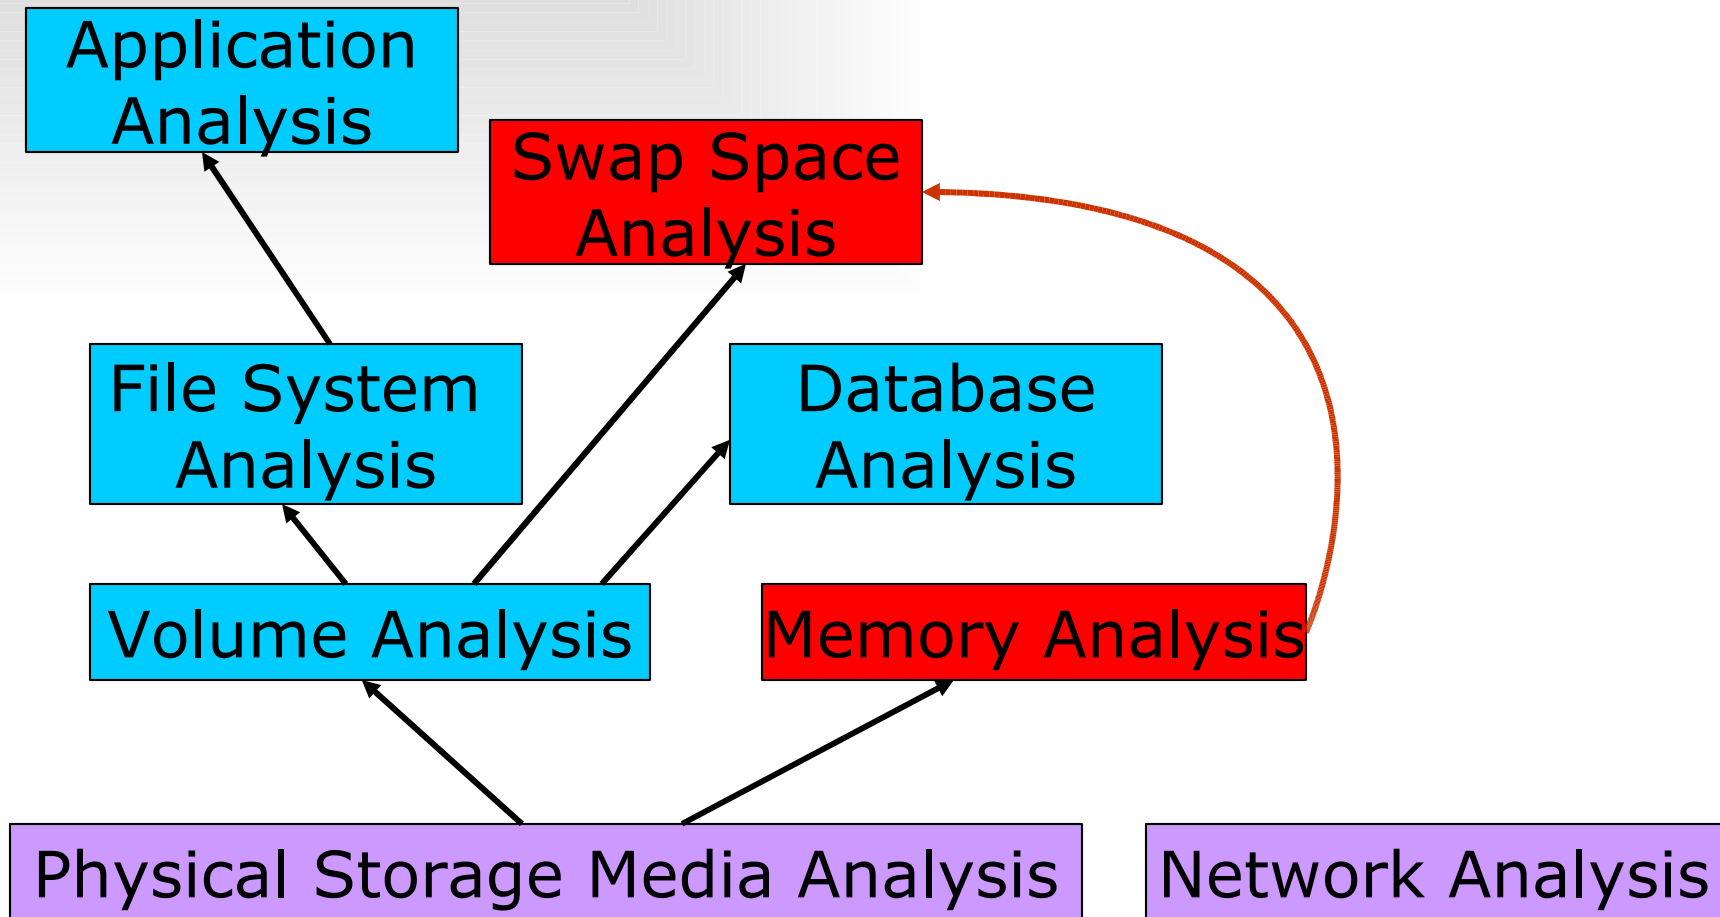 Application
Analysis
Swap Space
Analysis
File System
Analysis
Database
Analysis
Volume Analysis
Memory Analysis
Physical Storage Media Analysis
Network Analysis